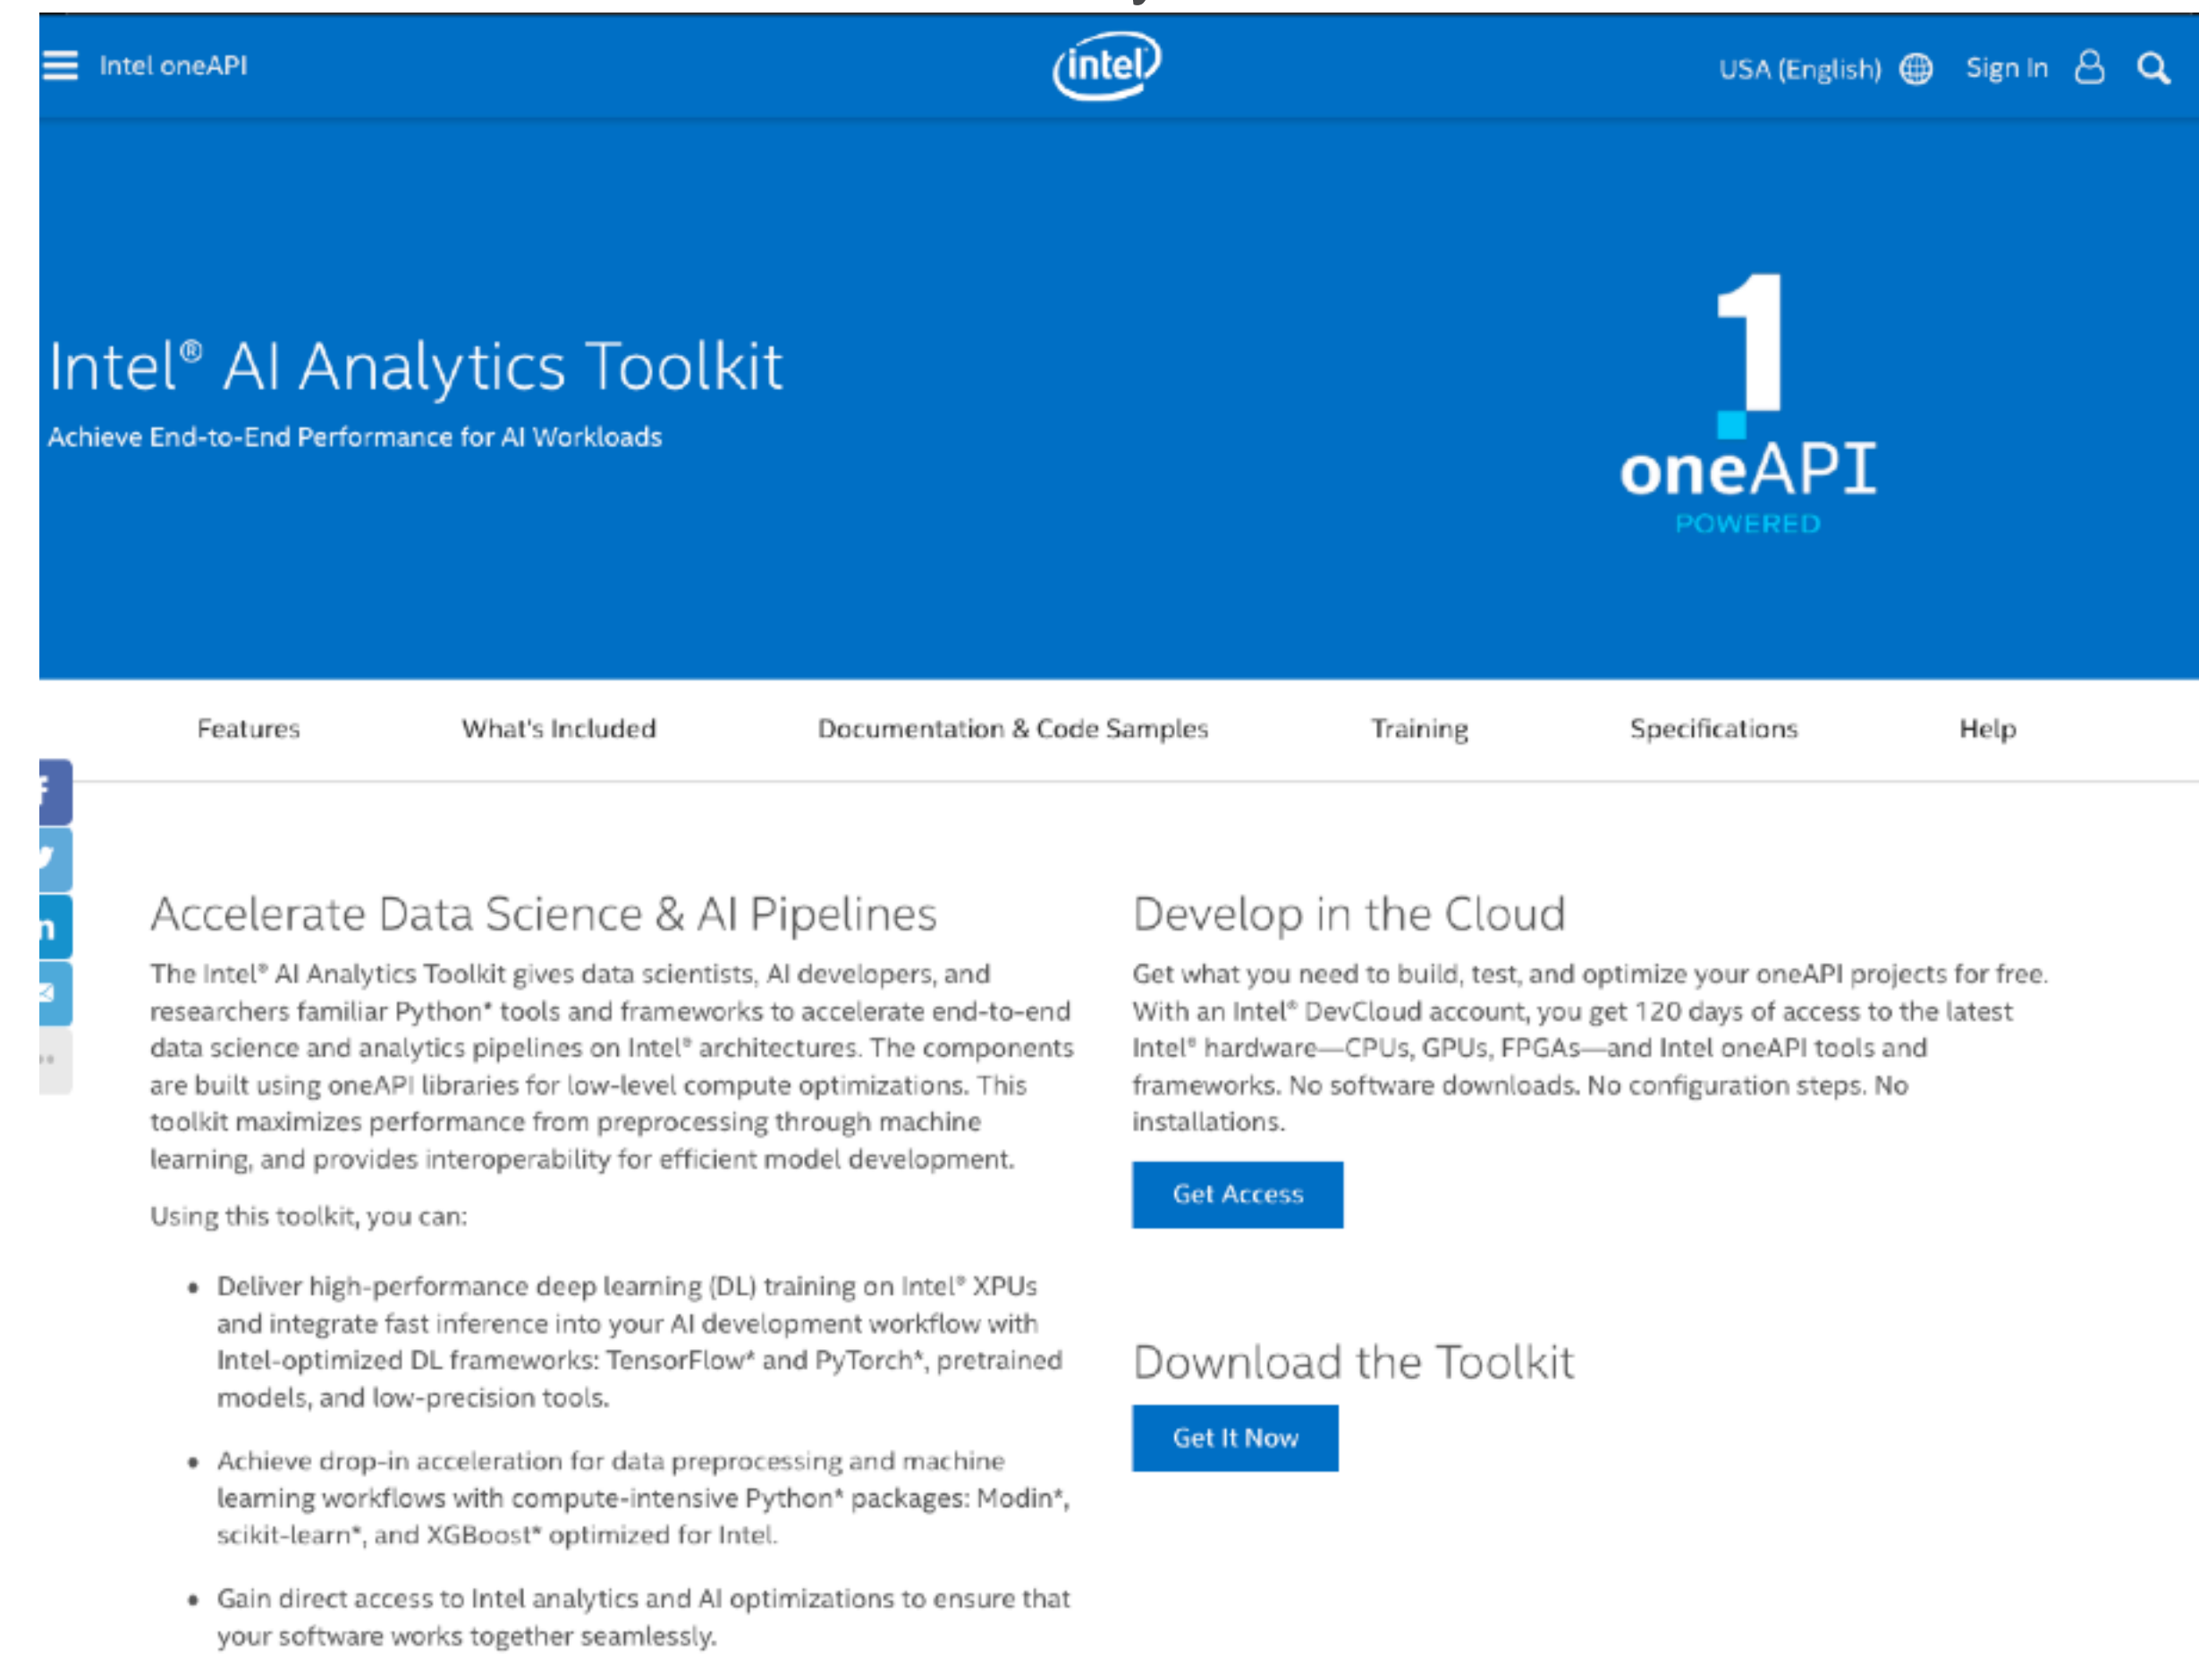 Intel oneAPI
intel
USA (English)
Sign In
Intel® AI Analytics Toolkit
Achieve End-to-End Performance for AI Workloads
1
oneAPI
POWERED
Features
What's Included
Documentation & Code Samples
Training
Specifications
Help
Accelerate Data Science & AI Pipelines
The Intel® AI Analytics Toolkit gives data scientists, AI developers, and
researchers familiar Python* tools and frameworks to accelerate end-to-end
data science and analytics pipelines on Intel® architectures. The components
are built using oneAPI libraries for low-level compute optimizations. This
toolkit maximizes performance from preprocessing through machine
learning, and provides interoperability for efficient model development.
Using this toolkit, you can:
• Deliver high-performance deep learning (DL) training on Intel® XPUs
and integrate fast inference into your AI development workflow with
Intel-optimized DL frameworks: TensorFlow* and PyTorch*, pretrained
models, and low-precision tools.
• Achieve drop-in acceleration for data preprocessing and machine
learning workflows with compute-intensive Python* packages: Modin*,
scikit-learn*, and XGBoost* optimized for Intel.
• Gain direct access to Intel analytics and AI optimizations to ensure that
your software works together seamlessly.
Develop in the Cloud
Get what you need to build, test, and optimize your oneAPI projects for free.
With an Intel® DevCloud account, you get 120 days of access to the latest
Intel® hardware—CPUs, GPUs, FPGAs—and Intel oneAPI tools and
frameworks. No software downloads. No configuration steps. No
installations.
Get Access
Download the Toolkit
Get It Now